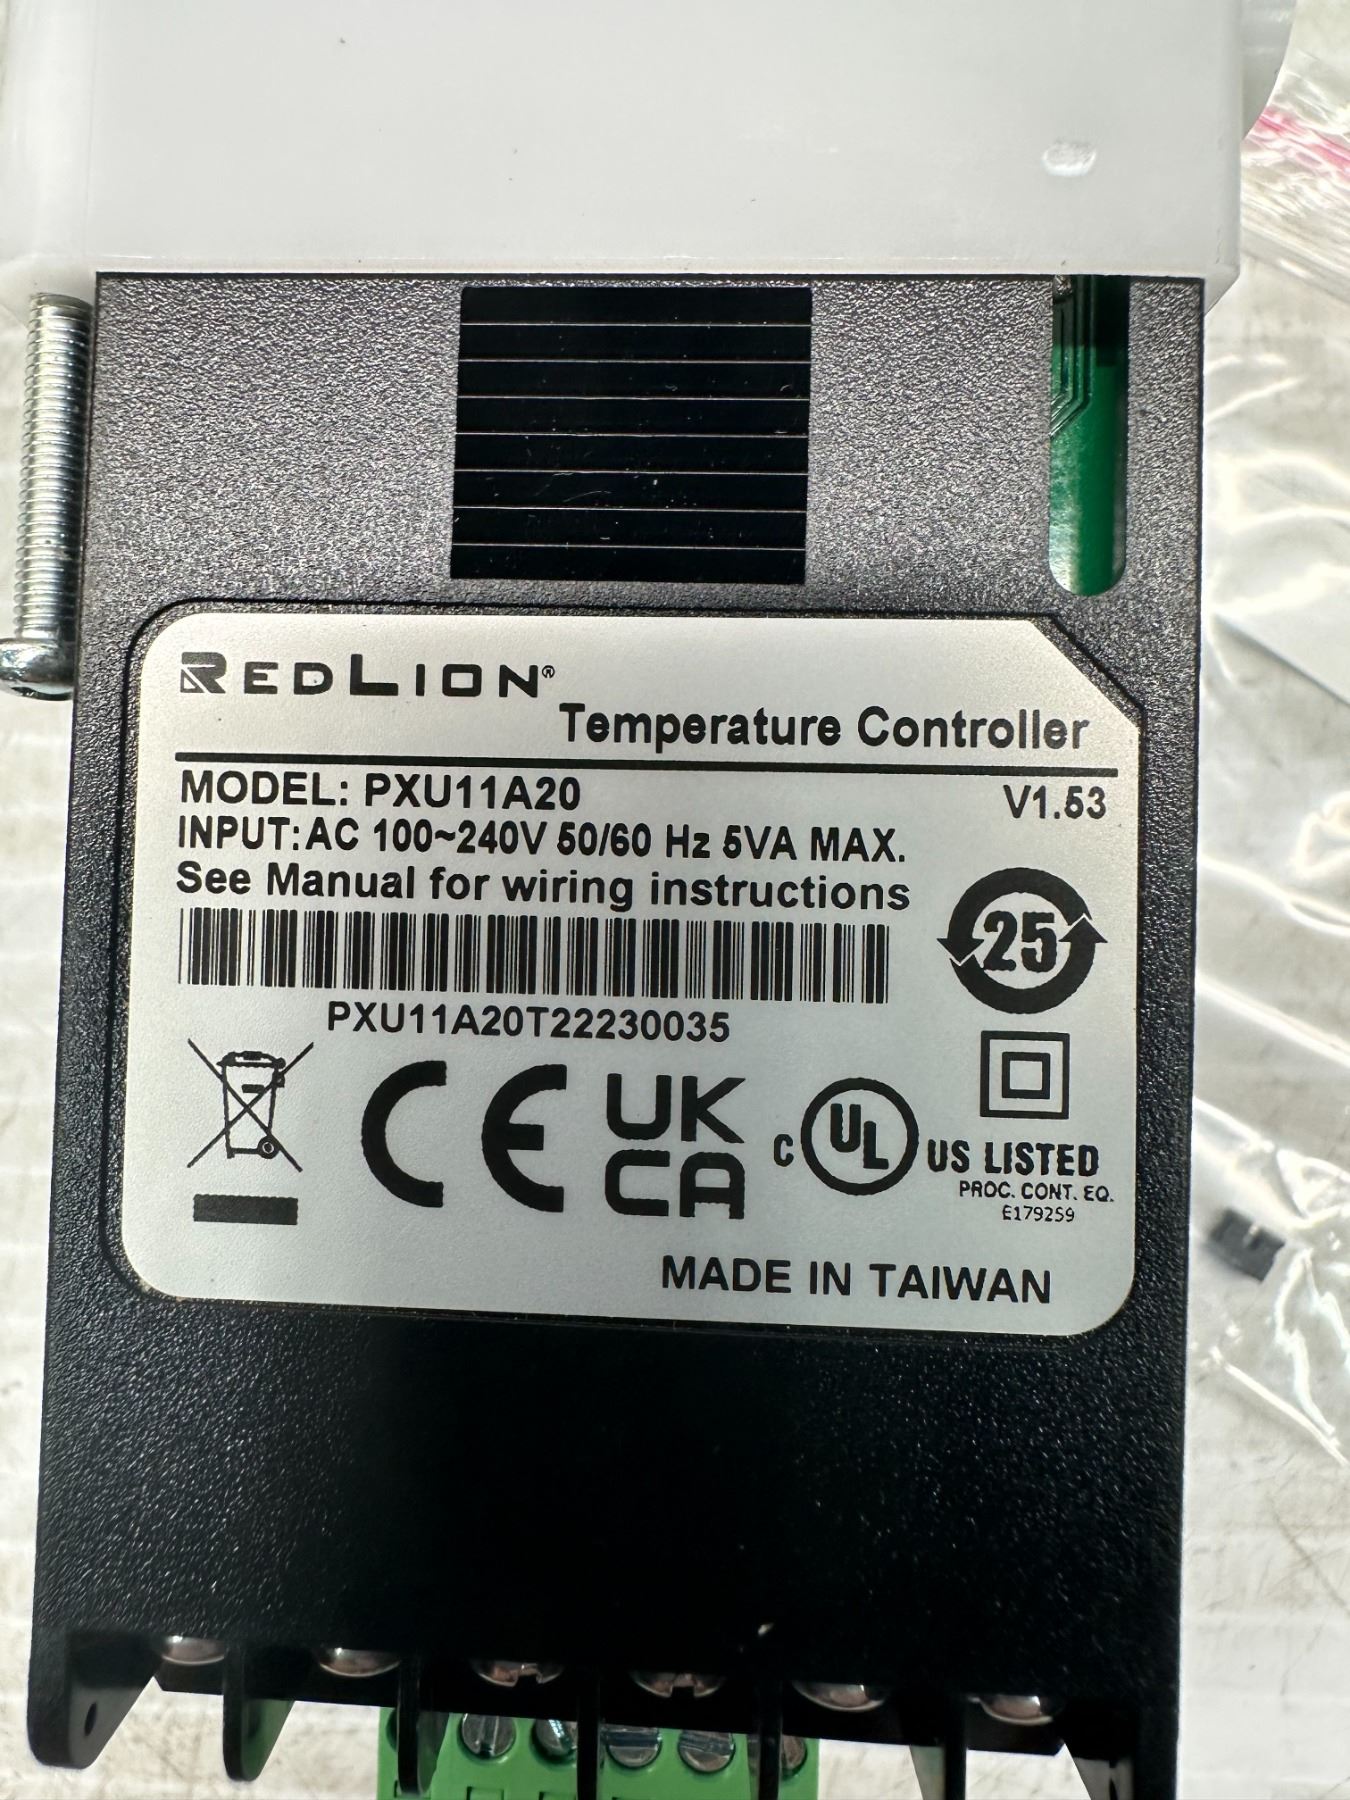 REDLION®
Temperature Controller
MODEL: PXU11A20 V1.53
INPUT: AC 100~240V 50/60 Hz 5VA MAX.
See Manual for wiring instructions
25
PXU11A20T22230035
CE UK CA
C UL US LISTED
PROC. CONT. EQ.
E179259
MADE IN TAIWAN